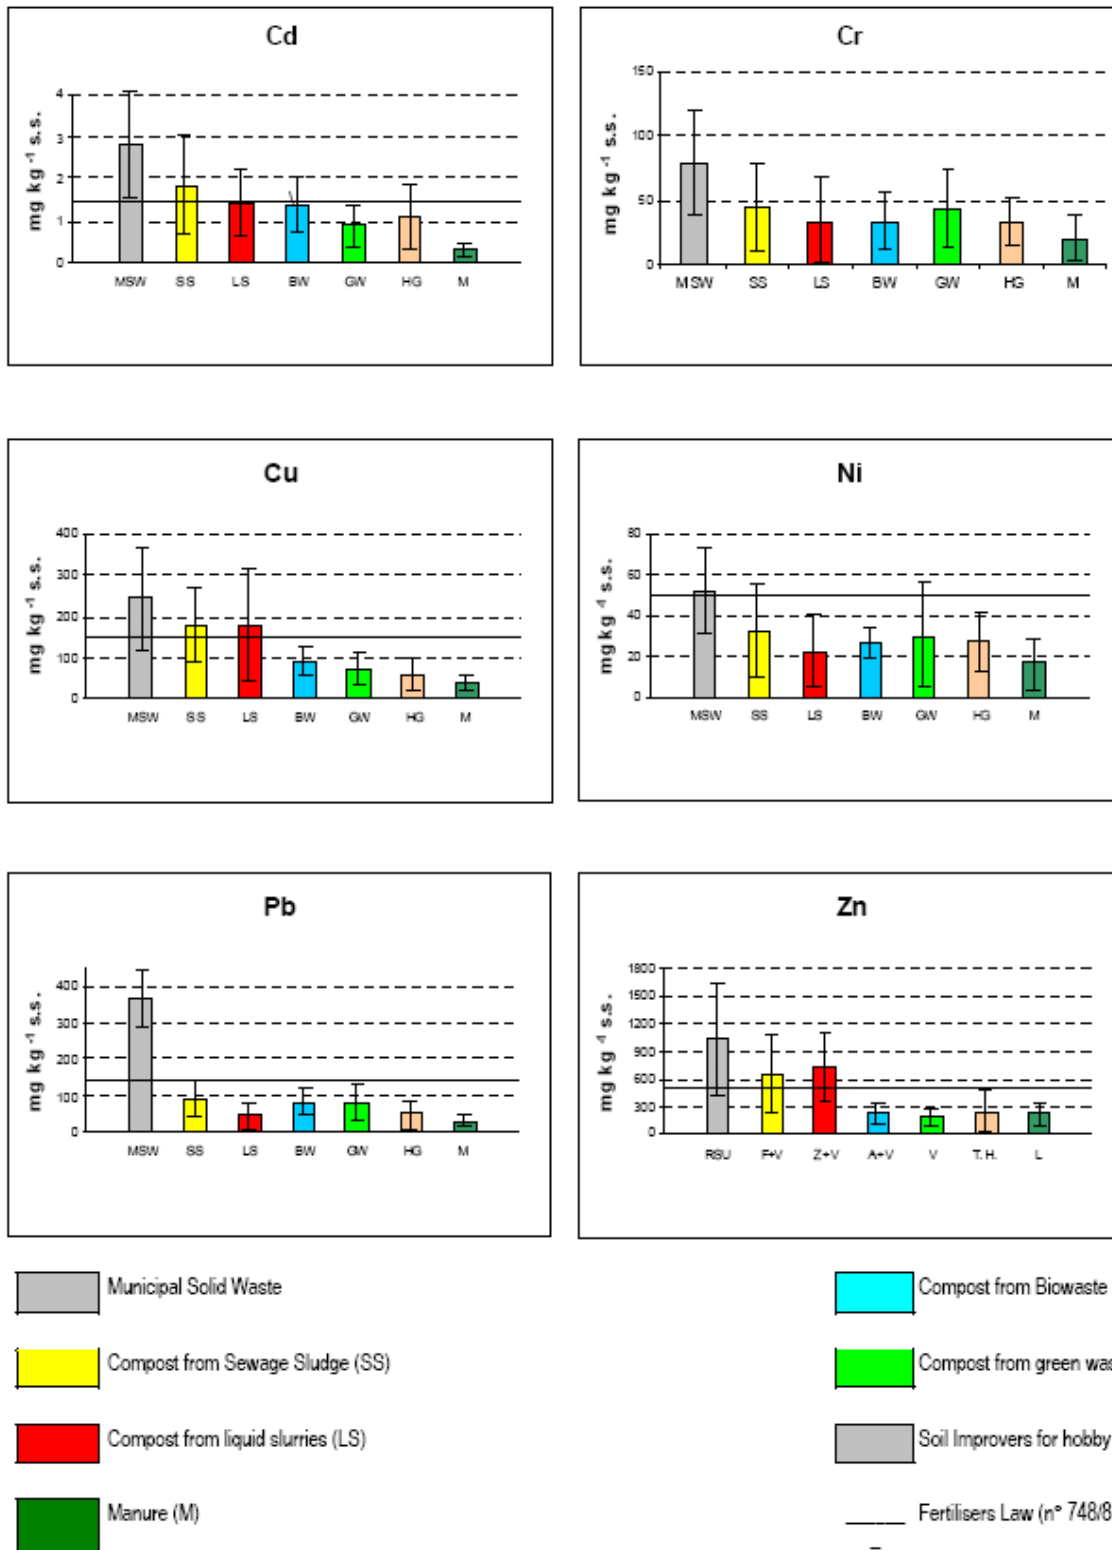 Cd
mg kg⁻¹ s.s.
4
3
2
1
0
MSW SS LS BW GW HG M
Cr
150
100
50
0
MSW SS LS BW GW HG M
Cu
mg kg⁻¹ s.s.
400
300
200
100
0
MSW SS LS BW GW HG M
Ni
mg kg⁻¹ s.s.
80
60
40
20
0
MSW SS LS BW GW HG M
Pb
mg kg⁻¹ s.s.
400
300
200
100
0
MSW SS LS BW GW HG M
Zn
mg kg⁻¹ s.s.
1800
1500
1200
900
600
300
0
RSU F+V Z+V A+V V T.H. L
Municipal Solid Waste
Compost from Biowaste
Compost from Sewage Sludge (SS)
Compost from green was
Compost from liquid slurries (LS)
Soil Improvers for hobby
Manure (M)
Fertilisers Law (n° 748/8